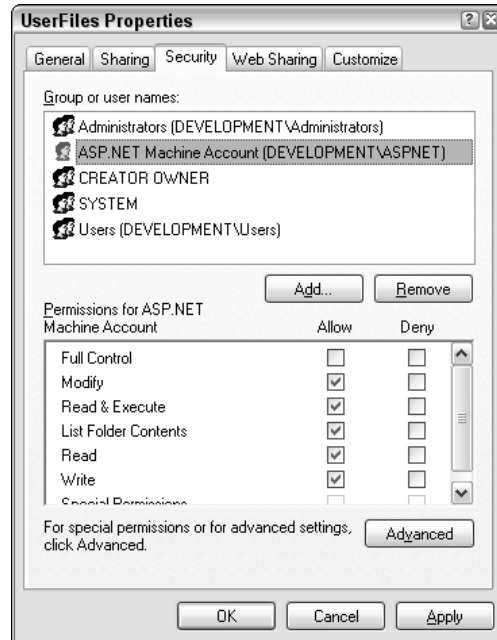 UserFiles Properties
General Sharing Security Web Sharing Customize
Group or user names:
Administrators (DEVELOPMENT\Administrators)
ASP.NET Machine Account (DEVELOPMENT\ASPNET)
CREATOR OWNER
SYSTEM
Users (DEVELOPMENT\Users)
Add... Remove
Permissions for ASP.NET
Machine Account Allow Deny
Full Control
Modify
Read & Execute
List Folder Contents
Read
Write
Special Permissions
For special permissions or for advanced settings,
click Advanced.
Advanced
OK Cancel Apply